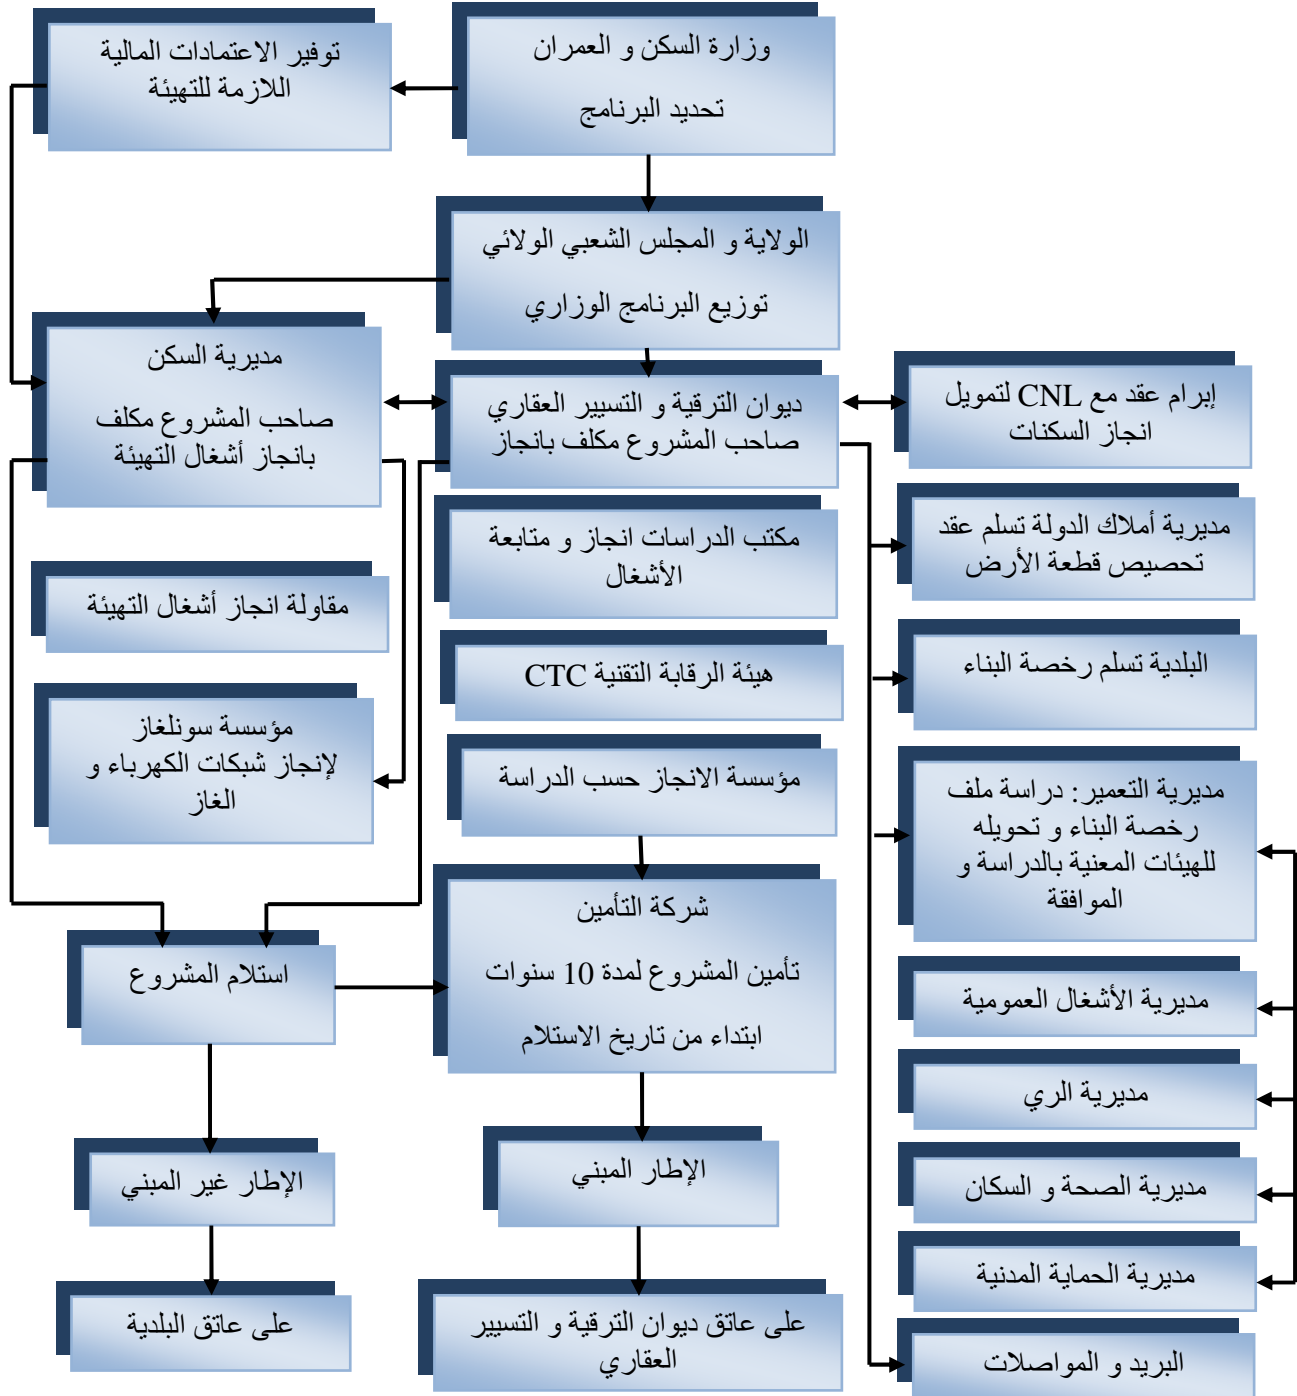 وزارة السكن و العمران
تحديد البرنامج
توفير الاعتمادات المالية
اللازمة للتهيئة
الولاية و المجلس الشعبي الولائي
توزيع البرنامج الوزاري
إبرام عقد مع CNL لتمويل
انجاز السكنات
ديوان الترقية و التسيير العقاري
صاحب المشروع مكلف بانجاز
مديرية السكن
صاحب المشروع مكلف
بانجاز أشغال التهيئة
مديرية أملاك الدولة تسلم عقد
تحصيص قطعة الأرض
مكتب الدراسات انجاز و متابعة
الأشغال
مقاولة انجاز أشغال التهيئة
البلدية تسلم رخصة البناء
هيئة الرقابة التقنية CTC
مؤسسة سونلغاز
لإنجاز شبكات الكهرباء و
الغاز
مديرية التعمير: دراسة ملف
رخصة البناء و تحويله
للهيئات المعنية بالدراسة و
الموافقة
مؤسسة الانجاز حسب الدراسة
شركة التأمين
تأمين المشروع لمدة 10 سنوات
ابتداء من تاريخ الاستلام
استلام المشروع
مديرية الأشغال العمومية
مديرية الري
مديرية الصحة و السكان
الإطار المبني
الإطار غير المبني
مديرية الحماية المدنية
على عاتق ديوان الترقية و التسيير
العقاري
على عاتق البلدية
البريد و المواصلات